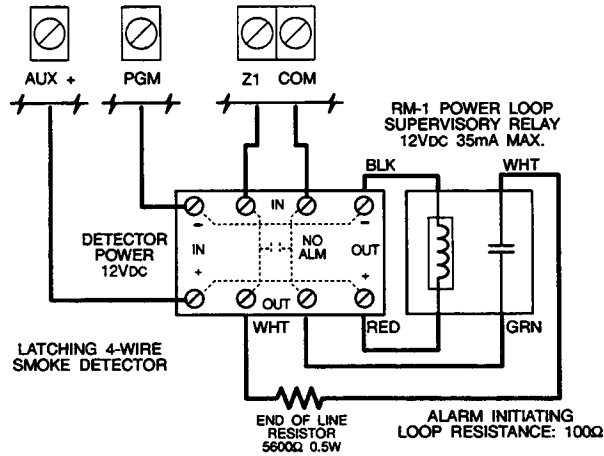 AUX +
PGM
Z1 COM
RM-1 POWER LOOP
SUPERVISORY RELAY
12VDC 35mA MAX.
BLK
WHT
IN
-
-
DETECTOR
POWER
12VDC
IN
NO
ALM
OUT
+
+
OUT
WHT
RED
GRN
LATCHING 4-WIRE
SMOKE DETECTOR
END OF LINE
RESISTOR
5600Ω 0.5W
ALARM INITIATING
LOOP RESISTANCE: 100Ω